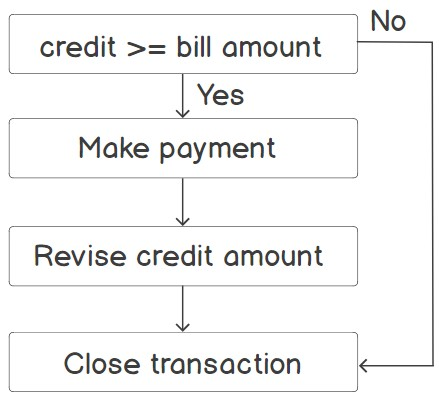 No
credit >= bill amount
Yes
Make payment
Revise credit amount
Close transaction